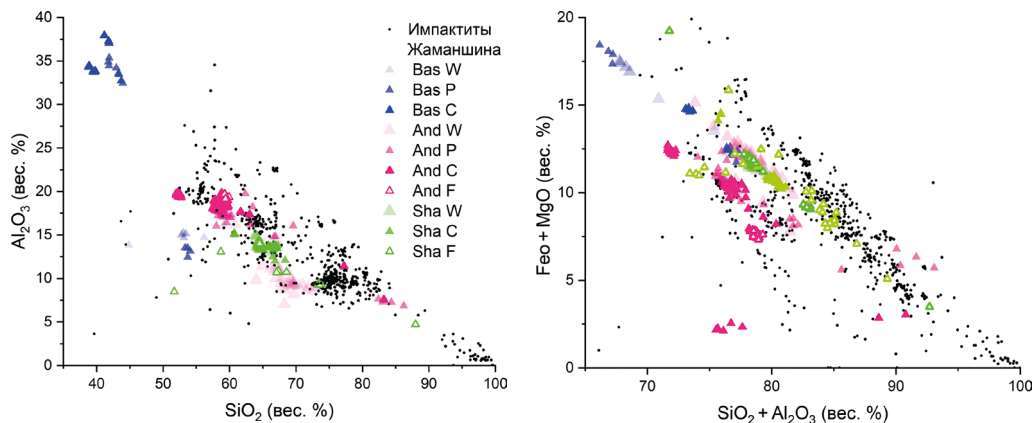 40
35
30
25
20
15
10
5
0
Al₂O₃ (вес. %)
40
50
60
70
80
90
100
SiO₂ (вес. %)
Импактиты
Жаманшина
Bas W
Bas P
Bas C
And W
And P
And C
And F
Sha W
Sha C
Sha F
20
15
10
5
0
Feo + MgO (вес. %)
70
80
90
100
SiO₂ + Al₂O₃ (вес. %)